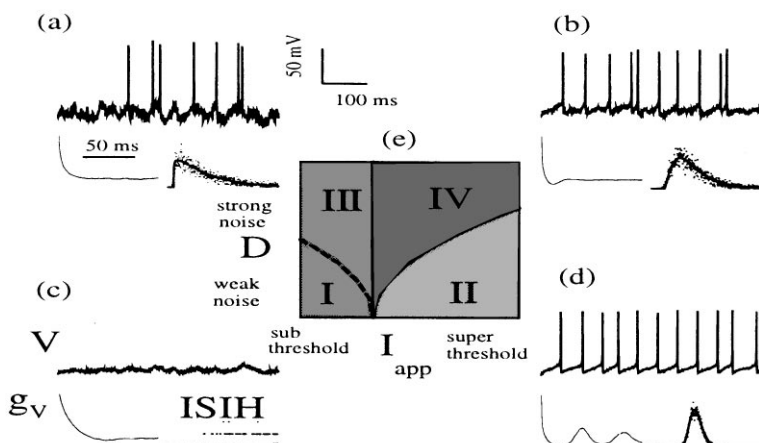 (a)
50 mV
100 ms
(b)
50 ms
(e)
strong
noise
III
IV
D
weak
noise
I
II
(c)
sub
threshold
I
app
super
threshold
(d)
V
gV
ISIH